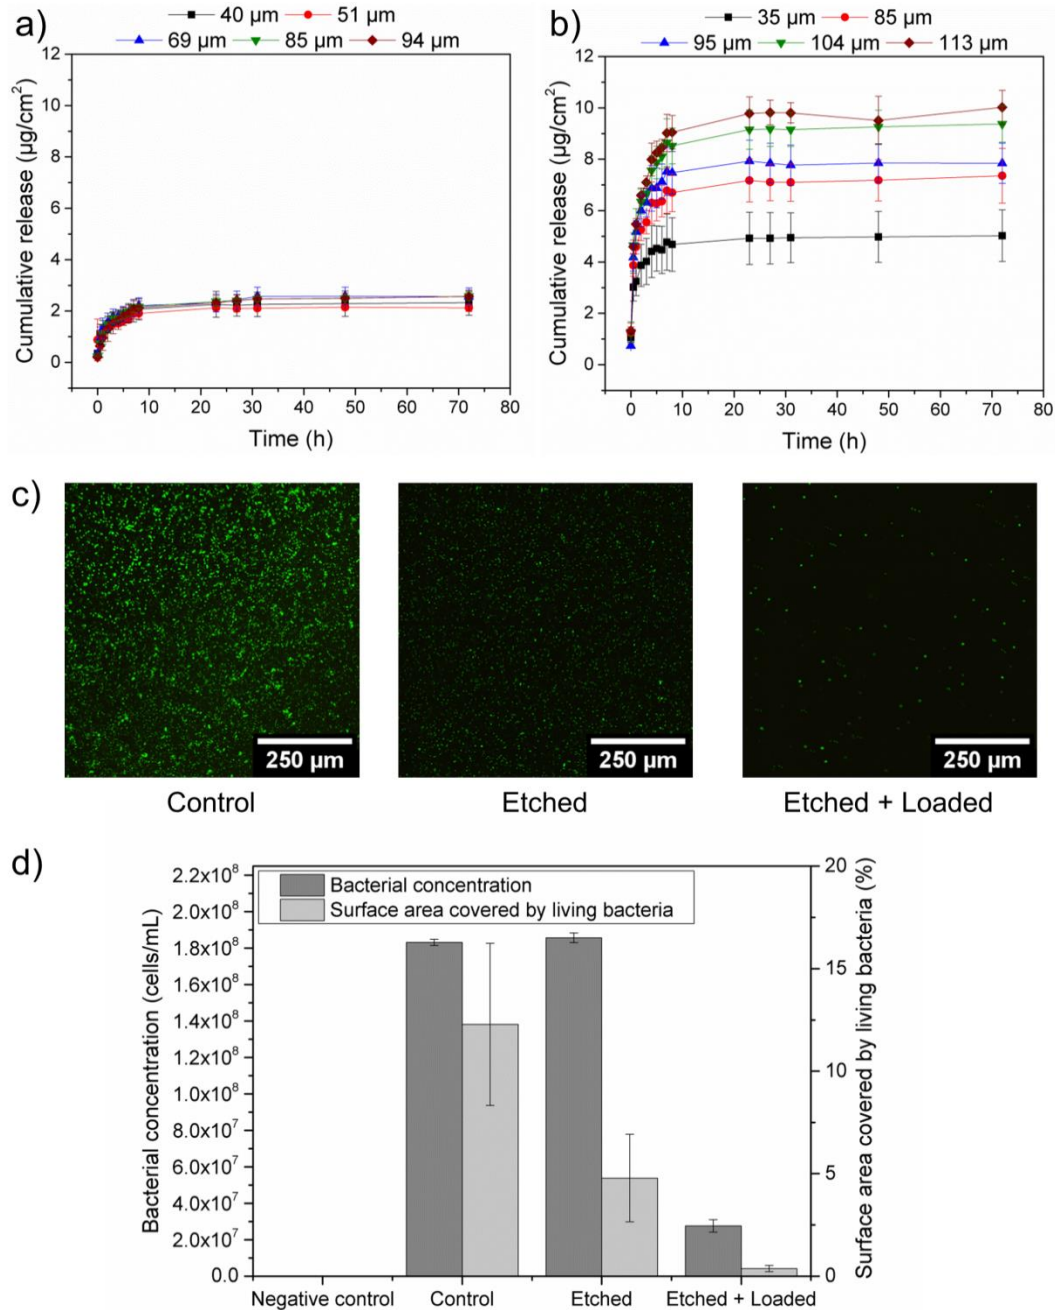 a)
40 μm 51 μm
69 μm 85 μm 94 μm
12
10
8
6
4
2
0
Cumulative release (μg/cm²)
0 10 20 30 40 50 60 70 80
Time (h)
b)
35 μm 85 μm
95 μm 104 μm 113 μm
12
10
8
6
4
2
0
Cumulative release (μg/cm²)
0 10 20 30 40 50 60 70 80
Time (h)
c)
250 μm
250 μm
250 μm
Control
Etched
Etched + Loaded
d)
Bacterial concentration
Surface area covered by living bacteria
2.2x10⁸
2.0x10⁸
1.8x10⁸
1.6x10⁸
1.4x10⁸
1.2x10⁸
1.0x10⁸
8.0x10⁷
6.0x10⁷
4.0x10⁷
2.0x10⁷
0.0
Bacterial concentration (cells/mL)
20
15
10
5
0
Surface area covered by living bacteria (%)
Negative control Control Etched Etched + Loaded